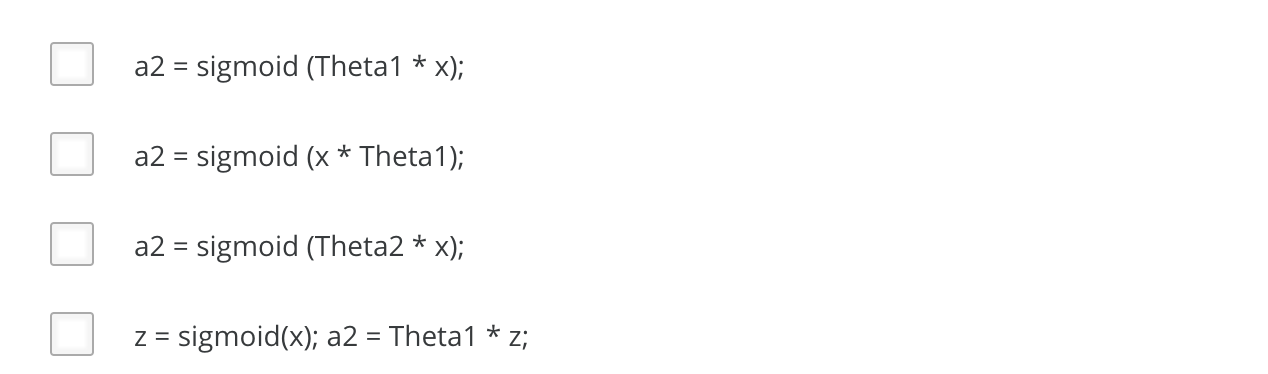 a2 = sigmoid (Theta1 * x);
a2 = sigmoid (x * Theta1);
a2 = sigmoid (Theta2 * x);
z = sigmoid(x); a2 = Theta1 * z;